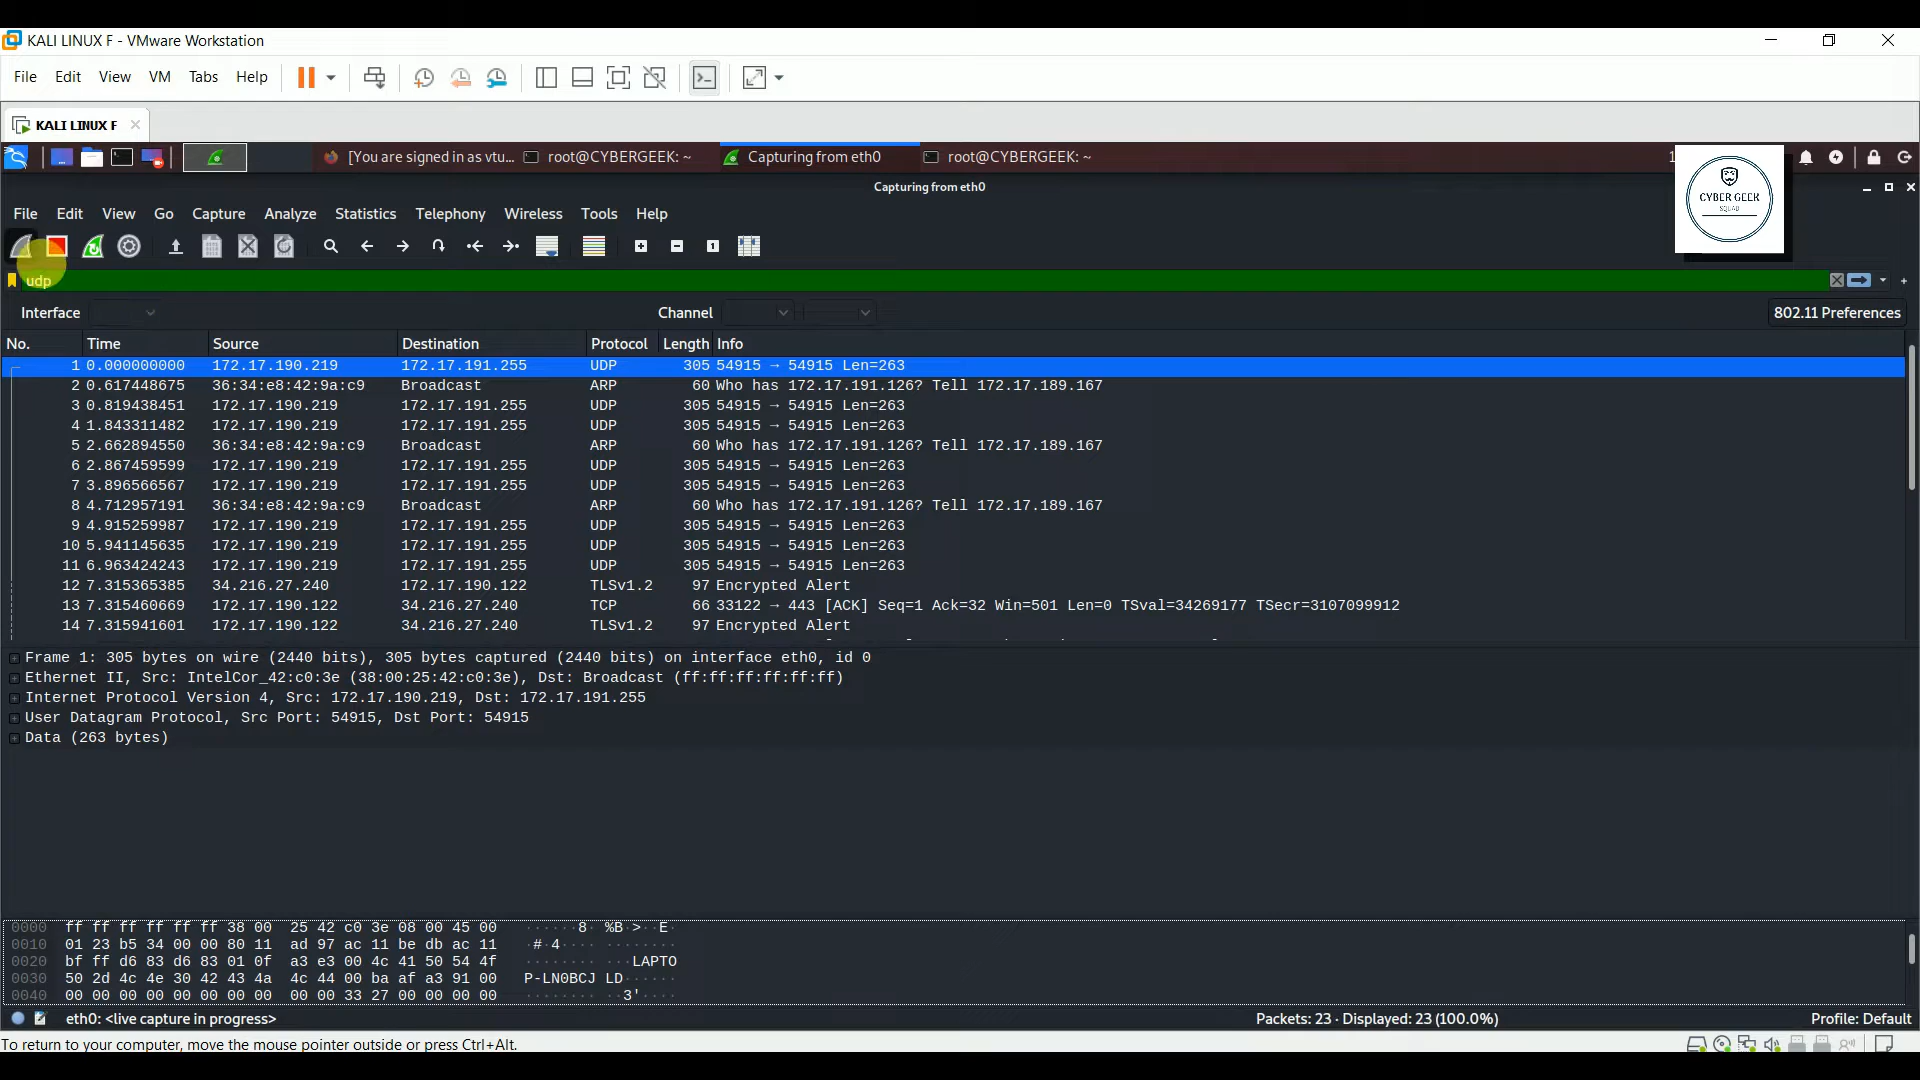 KALI LINUX F - VMware Workstation
File Edit View VM Tabs Help
KALI LINUX F
[You are signed in as vtu... root@CYBERGEEK: ~ Capturing from eth0 root@CYBERGEEK: ~ 1
CYBER GEEK
SQUAD
Capturing from eth0
File Edit View Go Capture Analyze Statistics Telephony Wireless Tools Help
udp
Interface Channel 802.11 Preferences
No. Time Source Destination Protocol Length Info
1 0.000000000 172.17.190.219 172.17.191.255 UDP 305 54915 → 54915 Len=263
2 0.617448675 36:34:e8:42:9a:c9 Broadcast ARP 60 Who has 172.17.191.126? Tell 172.17.189.167
3 0.819438451 172.17.190.219 172.17.191.255 UDP 305 54915 → 54915 Len=263
4 1.843311482 172.17.190.219 172.17.191.255 UDP 305 54915 → 54915 Len=263
5 2.662894550 36:34:e8:42:9a:c9 Broadcast ARP 60 Who has 172.17.191.126? Tell 172.17.189.167
6 2.867459599 172.17.190.219 172.17.191.255 UDP 305 54915 → 54915 Len=263
7 3.896566567 172.17.190.219 172.17.191.255 UDP 305 54915 → 54915 Len=263
8 4.712957191 36:34:e8:42:9a:c9 Broadcast ARP 60 Who has 172.17.191.126? Tell 172.17.189.167
9 4.915259987 172.17.190.219 172.17.191.255 UDP 305 54915 → 54915 Len=263
10 5.941145635 172.17.190.219 172.17.191.255 UDP 305 54915 → 54915 Len=263
11 6.963424243 172.17.190.219 172.17.191.255 UDP 305 54915 → 54915 Len=263
12 7.315365385 34.216.27.240 172.17.190.122 TLSv1.2 97 Encrypted Alert
13 7.315460669 172.17.190.122 34.216.27.240 TCP 66 33122 → 443 [ACK] Seq=1 Ack=32 Win=501 Len=0 TSval=34269177 TSecr=3107099912
14 7.315941601 172.17.190.122 34.216.27.240 TLSv1.2 97 Encrypted Alert
Frame 1: 305 bytes on wire (2440 bits), 305 bytes captured (2440 bits) on interface eth0, id 0
Ethernet II, Src: IntelCor_42:c0:3e (38:00:25:42:c0:3e), Dst: Broadcast (ff:ff:ff:ff:ff:ff)
Internet Protocol Version 4, Src: 172.17.190.219, Dst: 172.17.191.255
User Datagram Protocol, Src Port: 54915, Dst Port: 54915
Data (263 bytes)
0000 ff ff ff ff ff ff 38 00 25 42 c0 3e 08 00 45 00 ······8· %B·>··E·
0010 01 23 b5 34 00 00 80 11 ad 97 ac 11 be db ac 11 ·#·4···· ········
0020 bf ff d6 83 d6 83 01 0f a3 e3 00 4c 41 50 54 4f ········ ···LAPTO
0030 50 2d 4c 4e 30 42 43 4a 4c 44 00 ba af a3 91 00 P-LN0BCJ LD······
0040 00 00 00 00 00 00 00 00 00 00 33 27 00 00 00 00 ········ ··3'····
eth0: <live capture in progress> Packets: 23 · Displayed: 23 (100.0%) Profile: Default
To return to your computer, move the mouse pointer outside or press Ctrl+Alt.